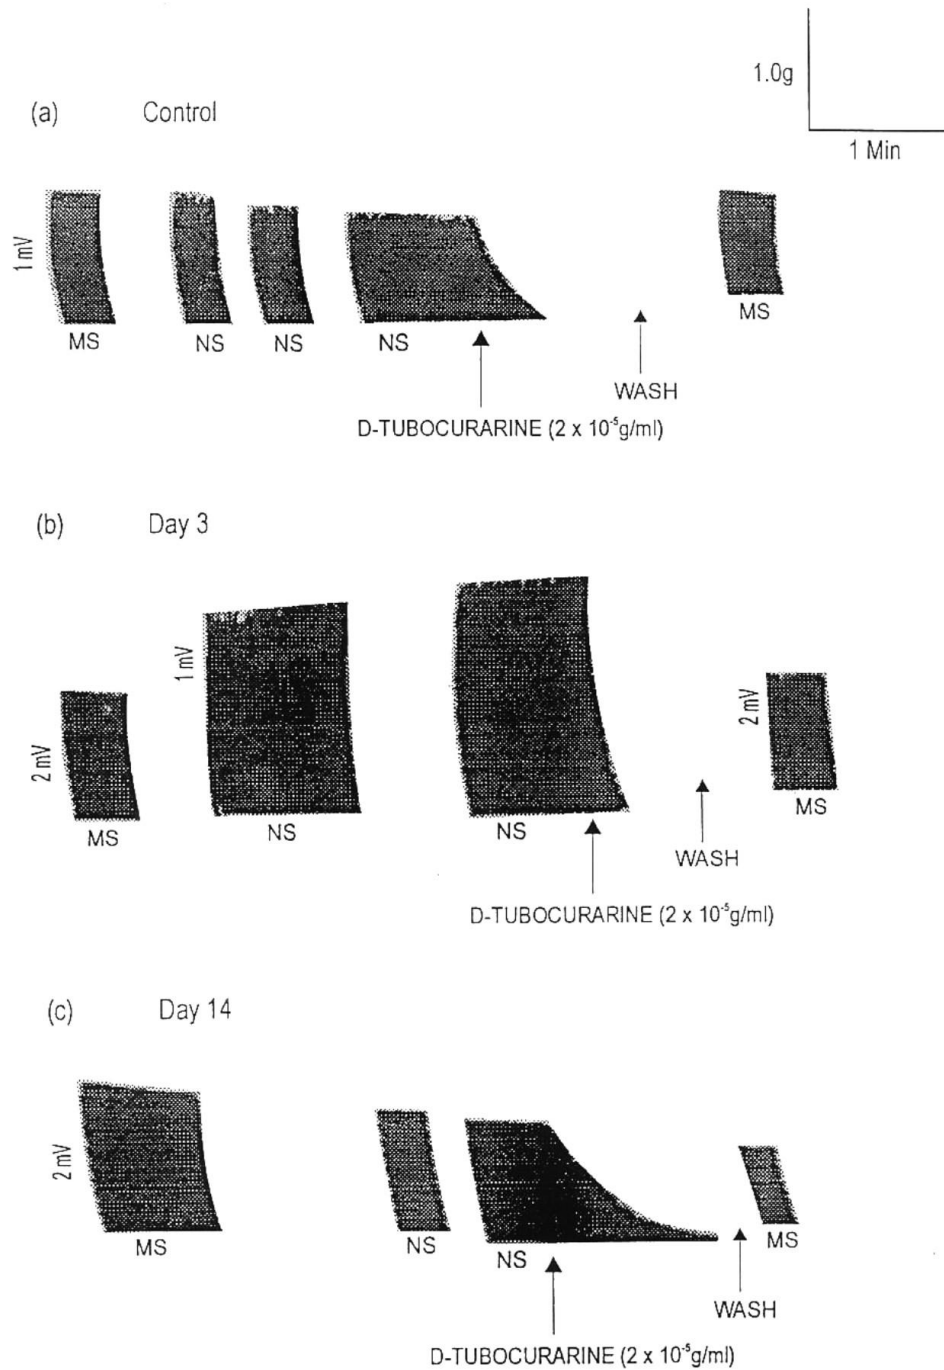 1.0g
1 Min
(a) Control
1 mV
MS NS NS NS MS
WASH
D-TUBOCURARINE (2 x 10⁻⁵g/ml)
(b) Day 3
2 mV
1 mV
2 mV
MS NS NS MS
WASH
D-TUBOCURARINE (2 x 10⁻⁵g/ml)
(c) Day 14
2 mV
MS NS NS MS
WASH
D-TUBOCURARINE (2 x 10⁻⁵g/ml)